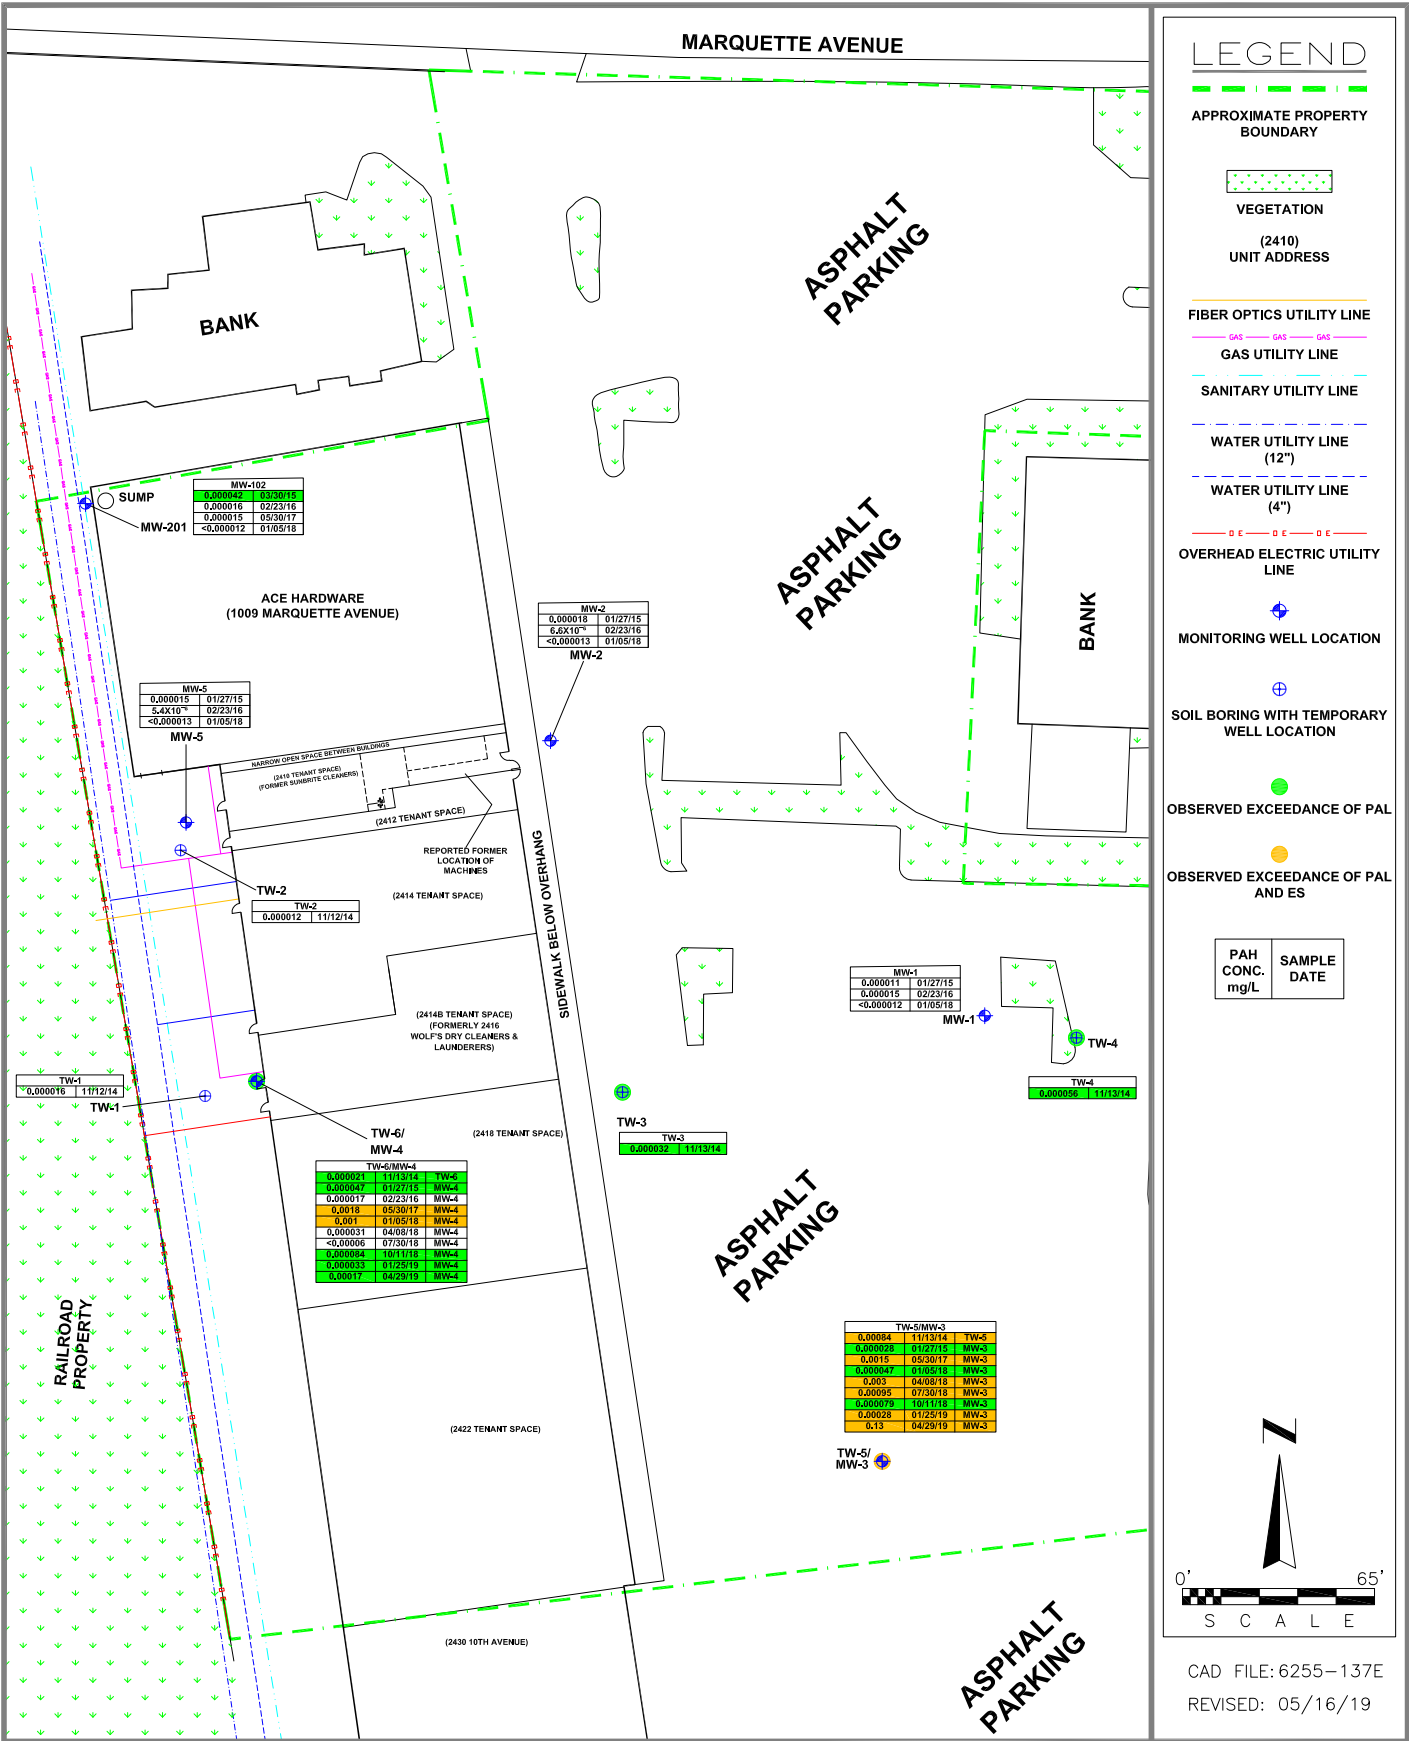 MARQUETTE AVENUE
ASPHALT
PARKING
BANK
SUMP
MW-201
MW-102
0.000042 03/30/15
0.000016 02/23/16
0.000015 05/30/17
<0.000012 01/05/18
ACE HARDWARE
(1009 MARQUETTE AVENUE)
ASPHALT
PARKING
BANK
MW-2
0.000018 01/27/15
6.6X10⁻⁶ 02/23/16
<0.000013 01/05/18
MW-2
MW-5
0.000015 01/27/15
5.4X10⁻⁶ 02/23/16
<0.000013 01/05/18
MW-5
NARROW OPEN SPACE BETWEEN BUILDINGS
(2410 TENANT SPACE)
(FORMER SUNBRITE CLEANERS)
(2412 TENANT SPACE)
REPORTED FORMER
LOCATION OF
MACHINES
SIDEWALK BELOW OVERHANG
TW-2
TW-2
0.000012 11/12/14
(2414 TENANT SPACE)
(2414B TENANT SPACE)
(FORMERLY 2416
WOLF'S DRY CLEANERS &
LAUNDERERS)
MW-1
0.000011 01/27/15
0.000015 02/23/16
<0.000012 01/05/18
MW-1
TW-4
TW-4
0.000056 11/13/14
TW-1
0.000016 11/12/14
TW-1
TW-3
TW-3
0.000032 11/13/14
(2418 TENANT SPACE)
TW-6/
MW-4
TW-6/MW-4
0.000021 11/13/14 TW-6
0.000047 01/27/15 MW-4
0.000017 02/23/16 MW-4
0.0018 05/30/17 MW-4
0.001 01/05/18 MW-4
0.000031 04/08/18 MW-4
<0.00006 07/30/18 MW-4
0.000084 10/11/18 MW-4
0.000033 01/25/19 MW-4
0.00017 04/29/19 MW-4
ASPHALT
PARKING
RAILROAD
PROPERTY
TW-5/MW-3
0.00084 11/13/14 TW-5
0.000028 01/27/15 MW-3
0.0015 05/30/17 MW-3
0.000047 01/05/18 MW-3
0.003 04/08/18 MW-3
0.00095 07/30/18 MW-3
0.000079 10/11/18 MW-3
0.00028 01/25/19 MW-3
0.13 04/29/19 MW-3
TW-5/
MW-3
(2422 TENANT SPACE)
(2430 10TH AVENUE)
ASPHALT
PARKING
LEGEND
APPROXIMATE PROPERTY
BOUNDARY
VEGETATION
(2410)
UNIT ADDRESS
FIBER OPTICS UTILITY LINE
GAS GAS GAS
GAS UTILITY LINE
SANITARY UTILITY LINE
WATER UTILITY LINE
(12")
WATER UTILITY LINE
(4")
O E O E O E
OVERHEAD ELECTRIC UTILITY
LINE
MONITORING WELL LOCATION
SOIL BORING WITH TEMPORARY
WELL LOCATION
OBSERVED EXCEEDANCE OF PAL
OBSERVED EXCEEDANCE OF PAL
AND ES
PAH
CONC.
mg/L
SAMPLE
DATE
N
0' 65'
SCALE
CAD FILE: 6255-137E
REVISED: 05/16/19